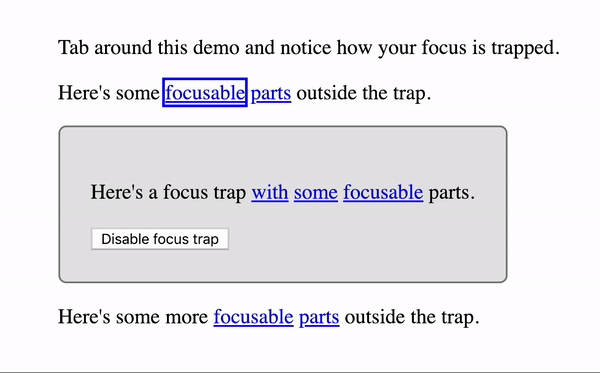 Tab around this demo and notice how your focus is trapped.
Here's some focusable parts outside the trap.
Here's a focus trap with some focusable parts.
Disable focus trap
Here's some more focusable parts outside the trap.